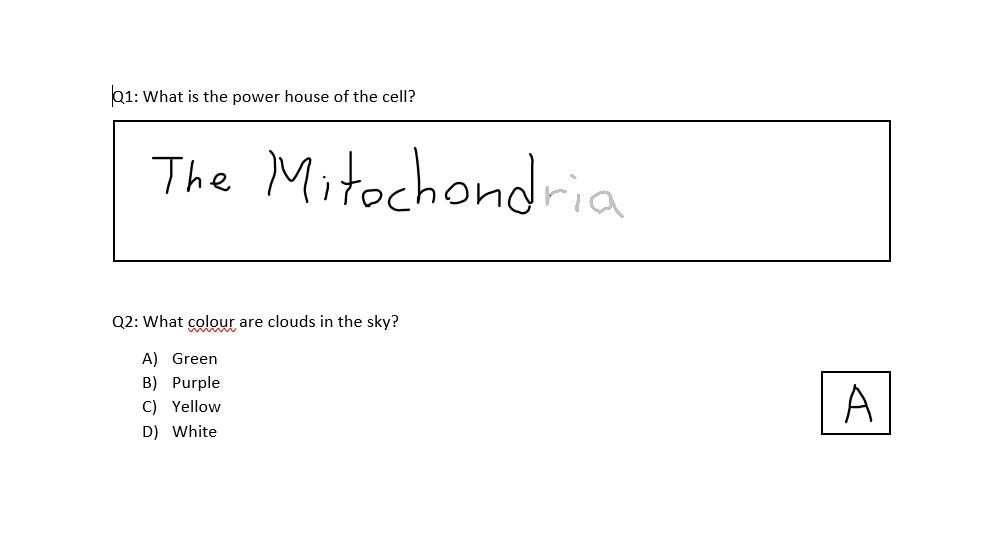 Q1: What is the power house of the cell?
The Mitochondria
Q2: What colour are clouds in the sky?
A) Green
B) Purple
C) Yellow
D) White
A